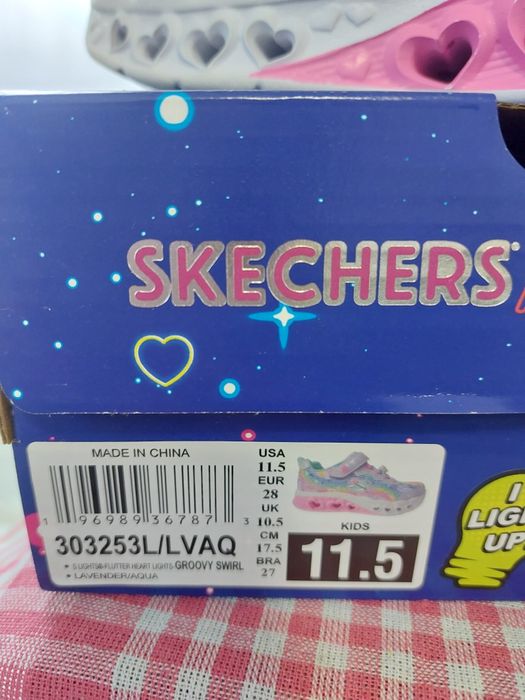 SKECHERS
MADE IN CHINA
1 96989 36787 3
303253L/LVAQ
• S LIGHTS®-FLUTTER HEART LIGHTS-GROOVY SWIRL
• LAVENDER/AQUA
USA
11.5
EUR
28
UK
10.5
CM
17.5
BRA
27
KIDS
11.5
I
LIGH
UP